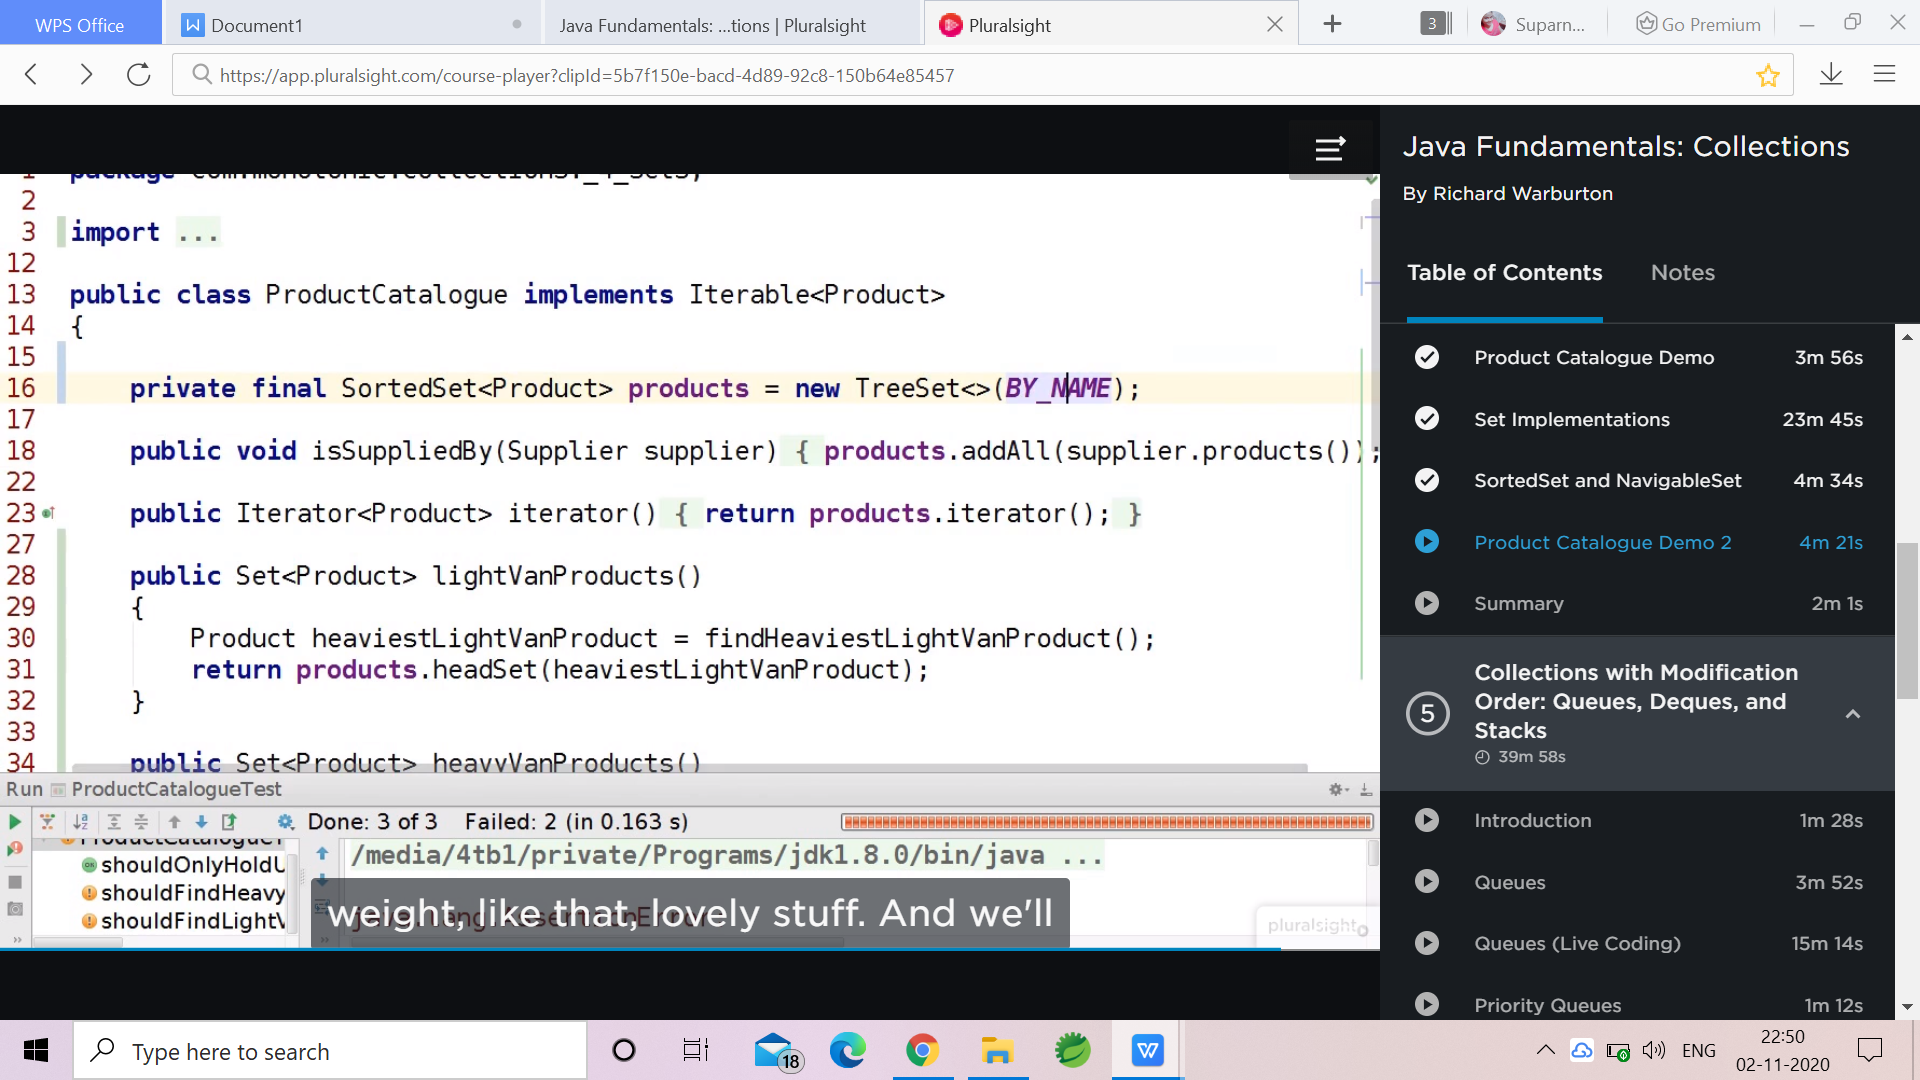 WPS Office
Document1
Java Fundamentals: ...tions | Pluralsight
Pluralsight
3
Suparn...
Go Premium
https://app.pluralsight.com/course-player?clipId=5b7f150e-bacd-4d89-92c8-150b64e85457
2
3 import ...
12
13 public class ProductCatalogue implements Iterable<Product>
14 {
15
16 private final SortedSet<Product> products = new TreeSet<>(BY_NAME);
17
18 public void isSuppliedBy(Supplier supplier) { products.addAll(supplier.products());
22
23 public Iterator<Product> iterator() { return products.iterator(); }
27
28 public Set<Product> lightVanProducts()
29 {
30 Product heaviestLightVanProduct = findHeaviestLightVanProduct();
31 return products.headSet(heaviestLightVanProduct);
32 }
33
34 public Set<Product> heavyVanProducts()
Run ProductCatalogueTest
Done: 3 of 3 Failed: 2 (in 0.163 s)
shouldOnlyHoldU
shouldFindHeavy
shouldFindLightV
/media/4tb1/private/Programs/jdk1.8.0/bin/java ...
weight, like that, lovely stuff. And we'll
pluralsight
Java Fundamentals: Collections
By Richard Warburton
Table of Contents
Notes
Product Catalogue Demo 3m 56s
Set Implementations 23m 45s
SortedSet and NavigableSet 4m 34s
Product Catalogue Demo 2 4m 21s
Summary 2m 1s
5
Collections with Modification
Order: Queues, Deques, and
Stacks
39m 58s
Introduction 1m 28s
Queues 3m 52s
Queues (Live Coding) 15m 14s
Priority Queues 1m 12s
Type here to search
18
ENG
22:50
02-11-2020